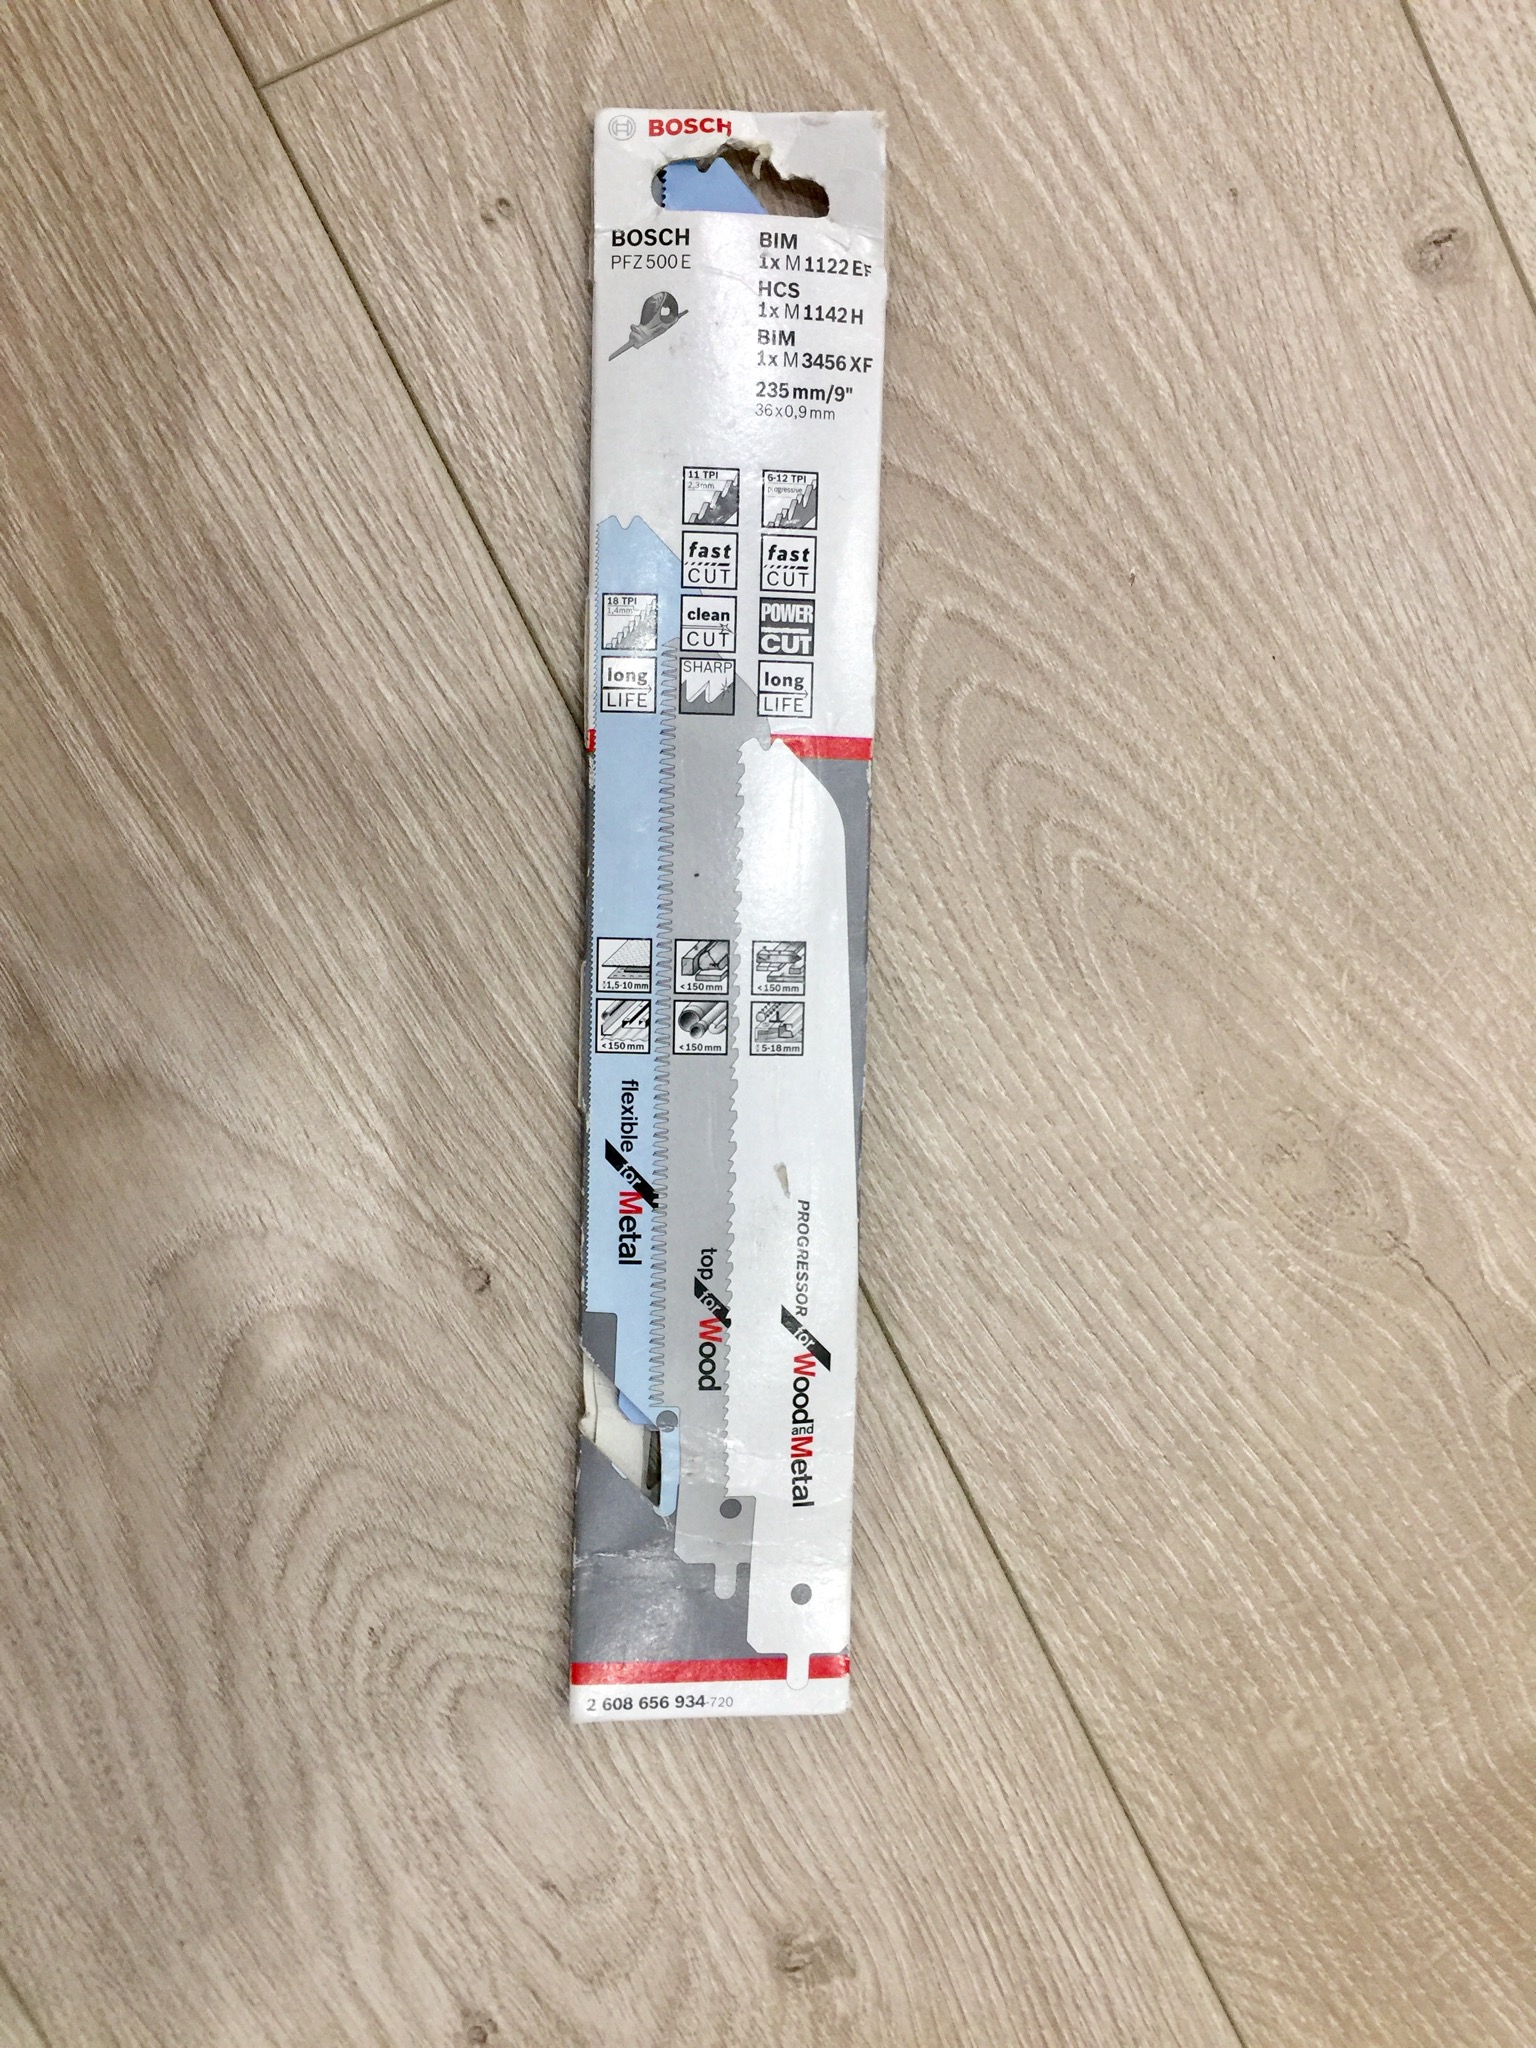 BOSCH
BOSCH
PFZ 500 E
BIM
1x M 1122 EF
HCS
1x M 1142 H
BIM
1x M 3456 XF
235 mm/9"
36 x 0,9 mm
11 TPI
2,3mm
6-12 TPI
progressive
fast
CUT
fast
CUT
18 TPI
1,4mm
clean
CUT
POWER
CUT
long
LIFE
SHARP
long
LIFE
1,5-10 mm
<150 mm
<150 mm
<150 mm
<150 mm
5-18 mm
flexible for Metal
top for Wood
PROGRESSOR for Wood and Metal
2 608 656 934-720